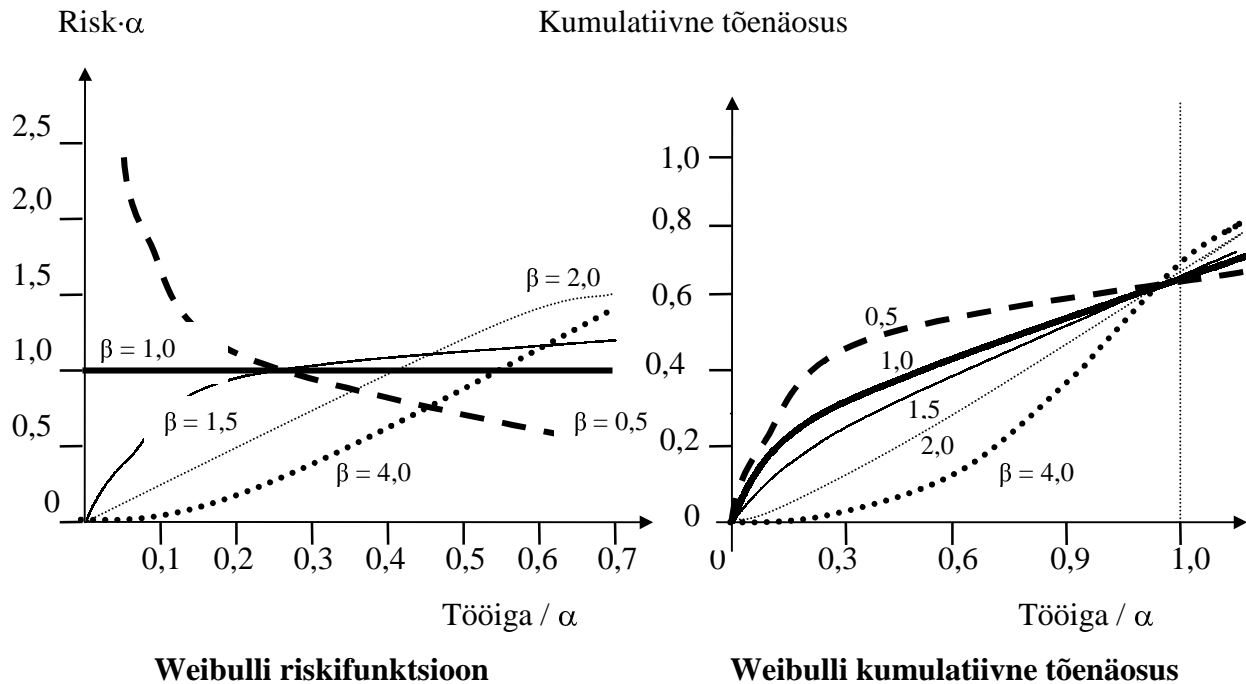 Risk·α
Kumulatiivne tõenäosus
2,5
2,0
1,5
1,0
0,5
0
β = 2,0
β = 1,0
β = 1,5
β = 0,5
β = 4,0
0,1 0,2 0,3 0,4 0,5 0,6 0,7
Tööiga / α
Weibulli riskifunktsioon
1,0
0,8
0,6
0,4
0,2
0
0,5
1,0
1,5
2,0
β = 4,0
0 0,3 0,6 0,9 1,0
Tööiga / α
Weibulli kumulatiivne tõenäosus